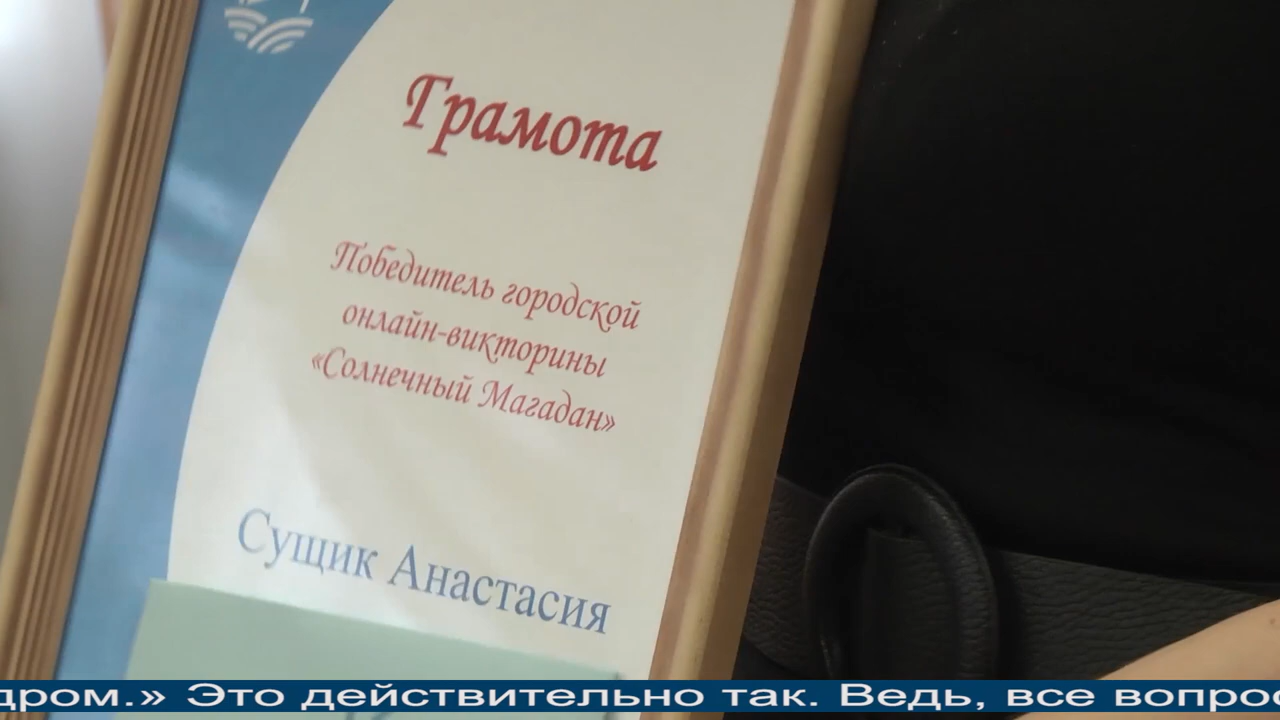 Грамота
Победитель городской
онлайн-викторины
«Солнечный Магадан»
Сущик Анастасия
дром.» Это действительно так. Ведь, все вопрос